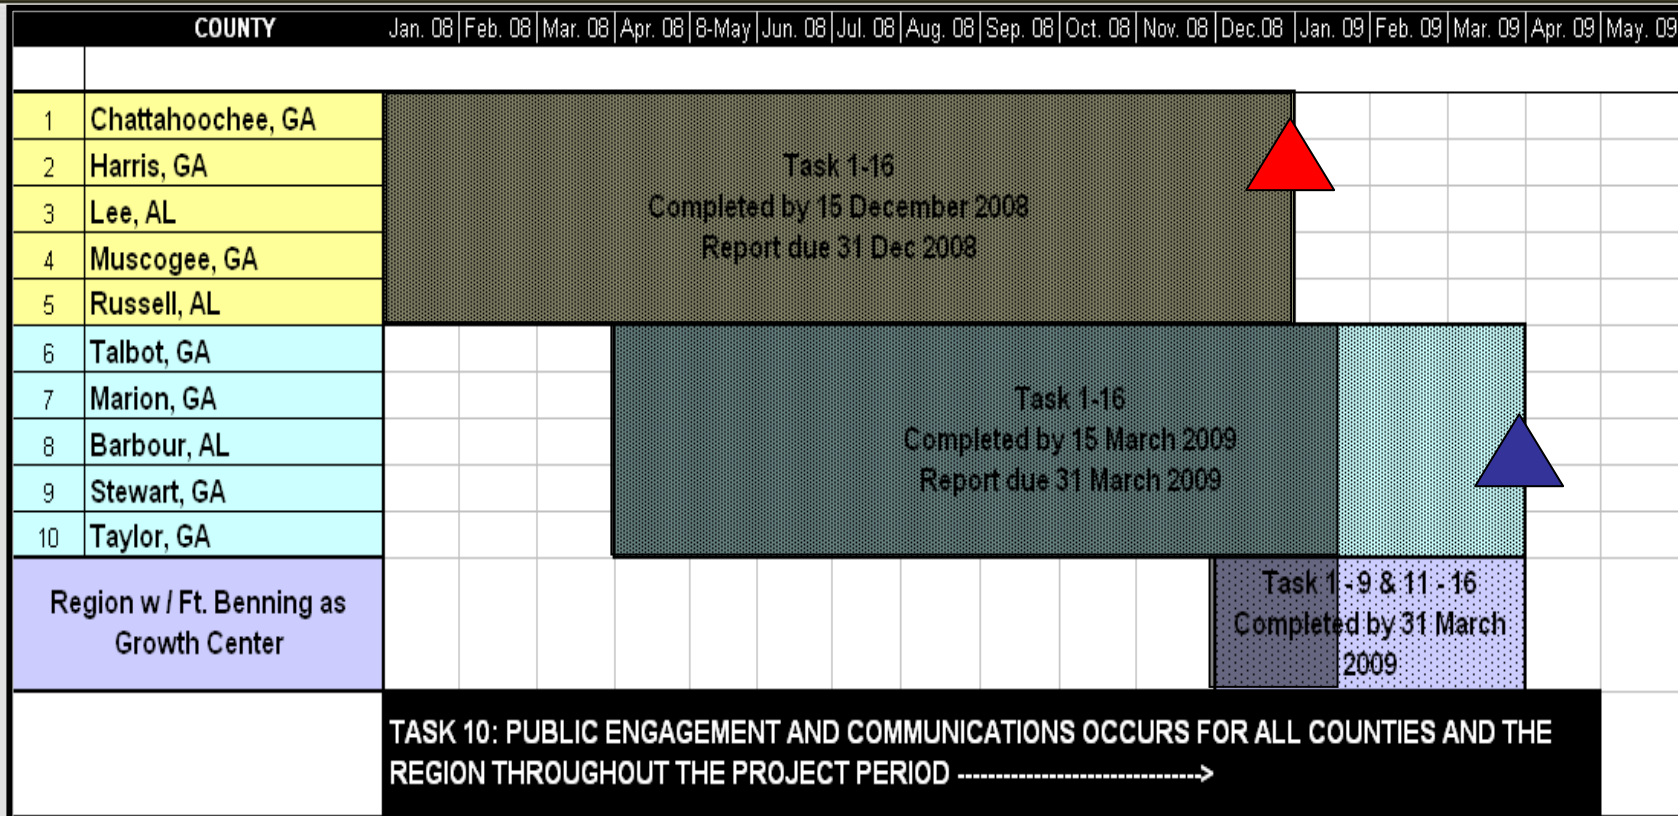 COUNTY Jan. 08 Feb. 08 Mar. 08 Apr. 08 8-May Jun. 08 Jul. 08 Aug. 08 Sep. 08 Oct. 08 Nov. 08 Dec.08 Jan. 09 Feb. 09 Mar. 09 Apr. 09 May. 09
1 Chattahoochee, GA
2 Harris, GA
3 Lee, AL
4 Muscogee, GA
5 Russell, AL
Task 1-16
Completed by 15 December 2008
Report due 31 Dec 2008
6 Talbot, GA
7 Marion, GA
8 Barbour, AL
9 Stewart, GA
10 Taylor, GA
Task 1-16
Completed by 15 March 2009
Report due 31 March 2009
Region w / Ft. Benning as
Growth Center
Task 1 - 9 & 11 - 16
Completed by 31 March
2009
TASK 10: PUBLIC ENGAGEMENT AND COMMUNICATIONS OCCURS FOR ALL COUNTIES AND THE
REGION THROUGHOUT THE PROJECT PERIOD -------------------------------->